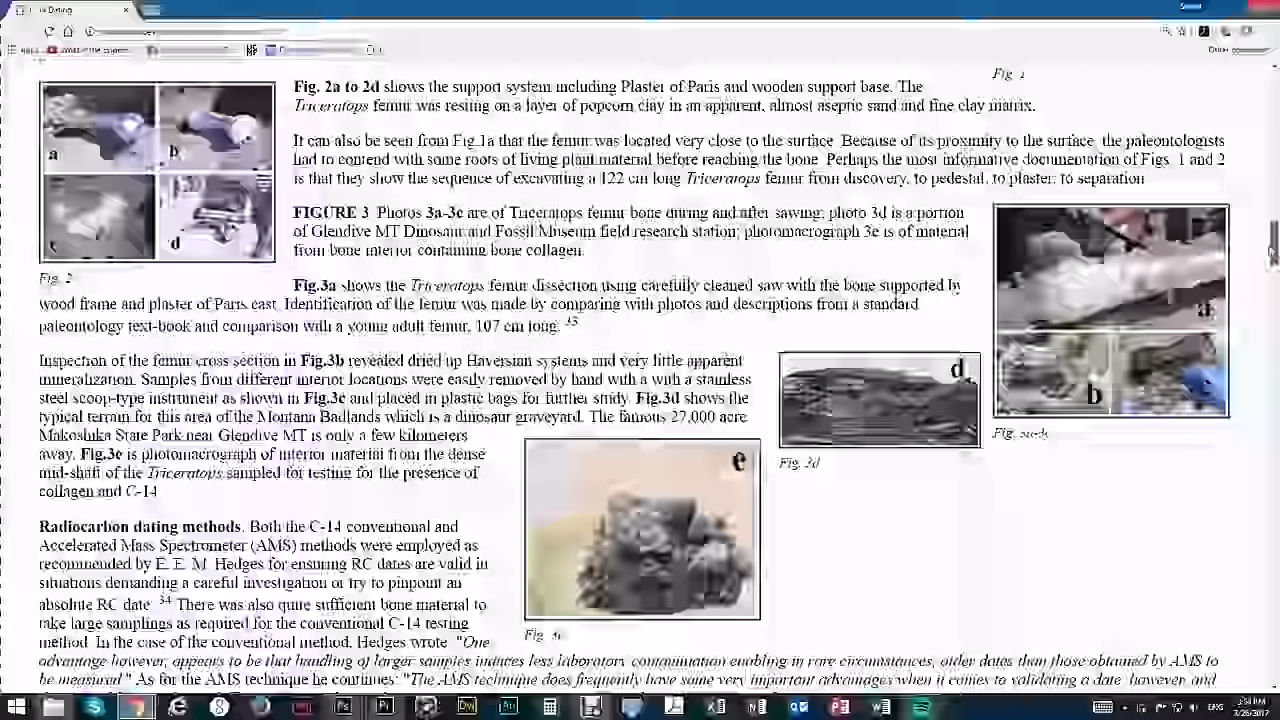 Dating
Fig. 1
Fig. 2a to 2d shows the support system including Plaster of Paris and wooden support base. The
Triceratops femur was resting on a layer of popcorn clay in an apparent, almost aseptic sand and fine clay matrix.
It can also be seen from Fig.1a that the femur was located very close to the surface. Because of its proximity to the surface, the paleontologists
had to contend with some roots of living plant material before reaching the bone. Perhaps the most informative documentation of Figs. 1 and 2
is that they show the sequence of excavating a 122 cm long Triceratops femur from discovery, to pedestal, to plaster, to separation
a
b
c
d
Fig. 2
FIGURE 3 Photos 3a-3c are of Triceratops femur bone during and after sawing; photo 3d is a portion
of Glendive MT Dinosaur and Fossil Museum field research station; photomacrograph 3e is of material
from bone interior containing bone collagen.
Fig.3a shows the Triceratops femur dissection using carefully cleaned saw with the bone supported by
wood frame and plaster of Paris cast. Identification of the femur was made by comparing with photos and descriptions from a standard
paleontology text-book and comparison with a young adult femur, 107 cm long.
a
b
Inspection of the femur cross section in Fig.3b revealed dried up Haversian systems and very little apparent
mineralization. Samples from different interior locations were easily removed by hand with a with a stainless
steel scoop-type instrument as shown in Fig.3c and placed in plastic bags for further study. Fig.3d shows the
typical terrain for this area of the Montana Badlands which is a dinosaur graveyard. The famous 27,000 acre
Makoshika State Park near Glendive MT is only a few kilometers
away. Fig.3e is photomacrograph of interior material from the dense
mid-shaft of the Triceratops sampled for testing for the presence of
collagen and C-14
d
Fig. 3d
e
Radiocarbon dating methods. Both the C-14 conventional and
Accelerated Mass Spectrometer (AMS) methods were employed as
recommended by E. E. M. Hedges for ensuring RC dates are valid in
situations demanding a careful investigation or try to pinpoint an
absolute RC date. 34 There was also quite sufficient bone material to
take large samplings as required for the conventional C-14 testing
method. In the case of the conventional method, Hedges wrote "One
advantage however, appears to be that handling of larger samples induces less laboratory contamination enabling in rare circumstances, older dates than those obtained by AMS to
be measured." As for the AMS technique he continues: "The AMS technique does frequently have some very important advantages when it comes to validating a date, however and
ENG